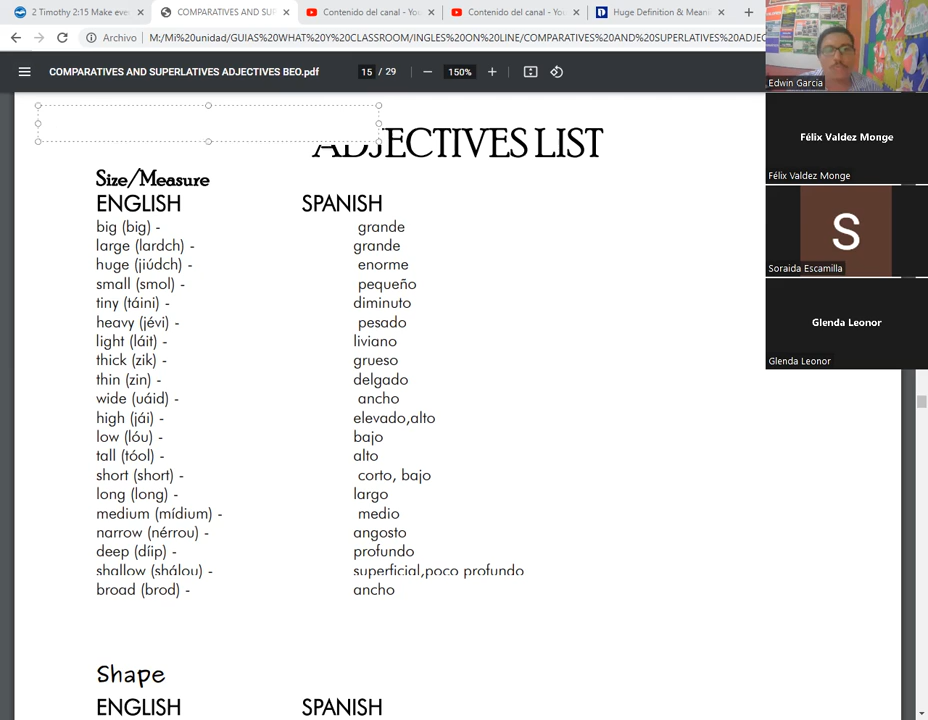 2 Timothy 2:15 Make eve
COMPARATIVES AND SUP
Contenido del canal - You
Contenido del canal - You
Huge Definition & Meani
Archivo
M:/Mi%20unidad/GUIAS%20WHAT%20Y%20CLASSROOM/INGLES%20ON%20LINE/COMPARATIVES%20AND%20SUPERLATIVES%20ADJEC
COMPARATIVES AND SUPERLATIVES ADJECTIVES BEO.pdf
15 / 29
150%
ADJECTIVES LIST
Size/Measure
ENGLISH SPANISH
big (big) - grande
large (lardch) - grande
huge (jiúdch) - enorme
small (smol) - pequeño
tiny (táini) - diminuto
heavy (jévi) - pesado
light (láit) - liviano
thick (zik) - grueso
thin (zin) - delgado
wide (uáid) - ancho
high (jái) - elevado,alto
low (lóu) - bajo
tall (tóol) - alto
short (short) - corto, bajo
long (long) - largo
medium (mídium) - medio
narrow (nérrou) - angosto
deep (díip) - profundo
shallow (shálou) - superficial,poco profundo
broad (brod) - ancho
Shape
ENGLISH SPANISH
Edwin García
Félix Valdez Monge
Félix Valdez Monge
S
Soraida Escamilla
Glenda Leonor
Glenda Leonor